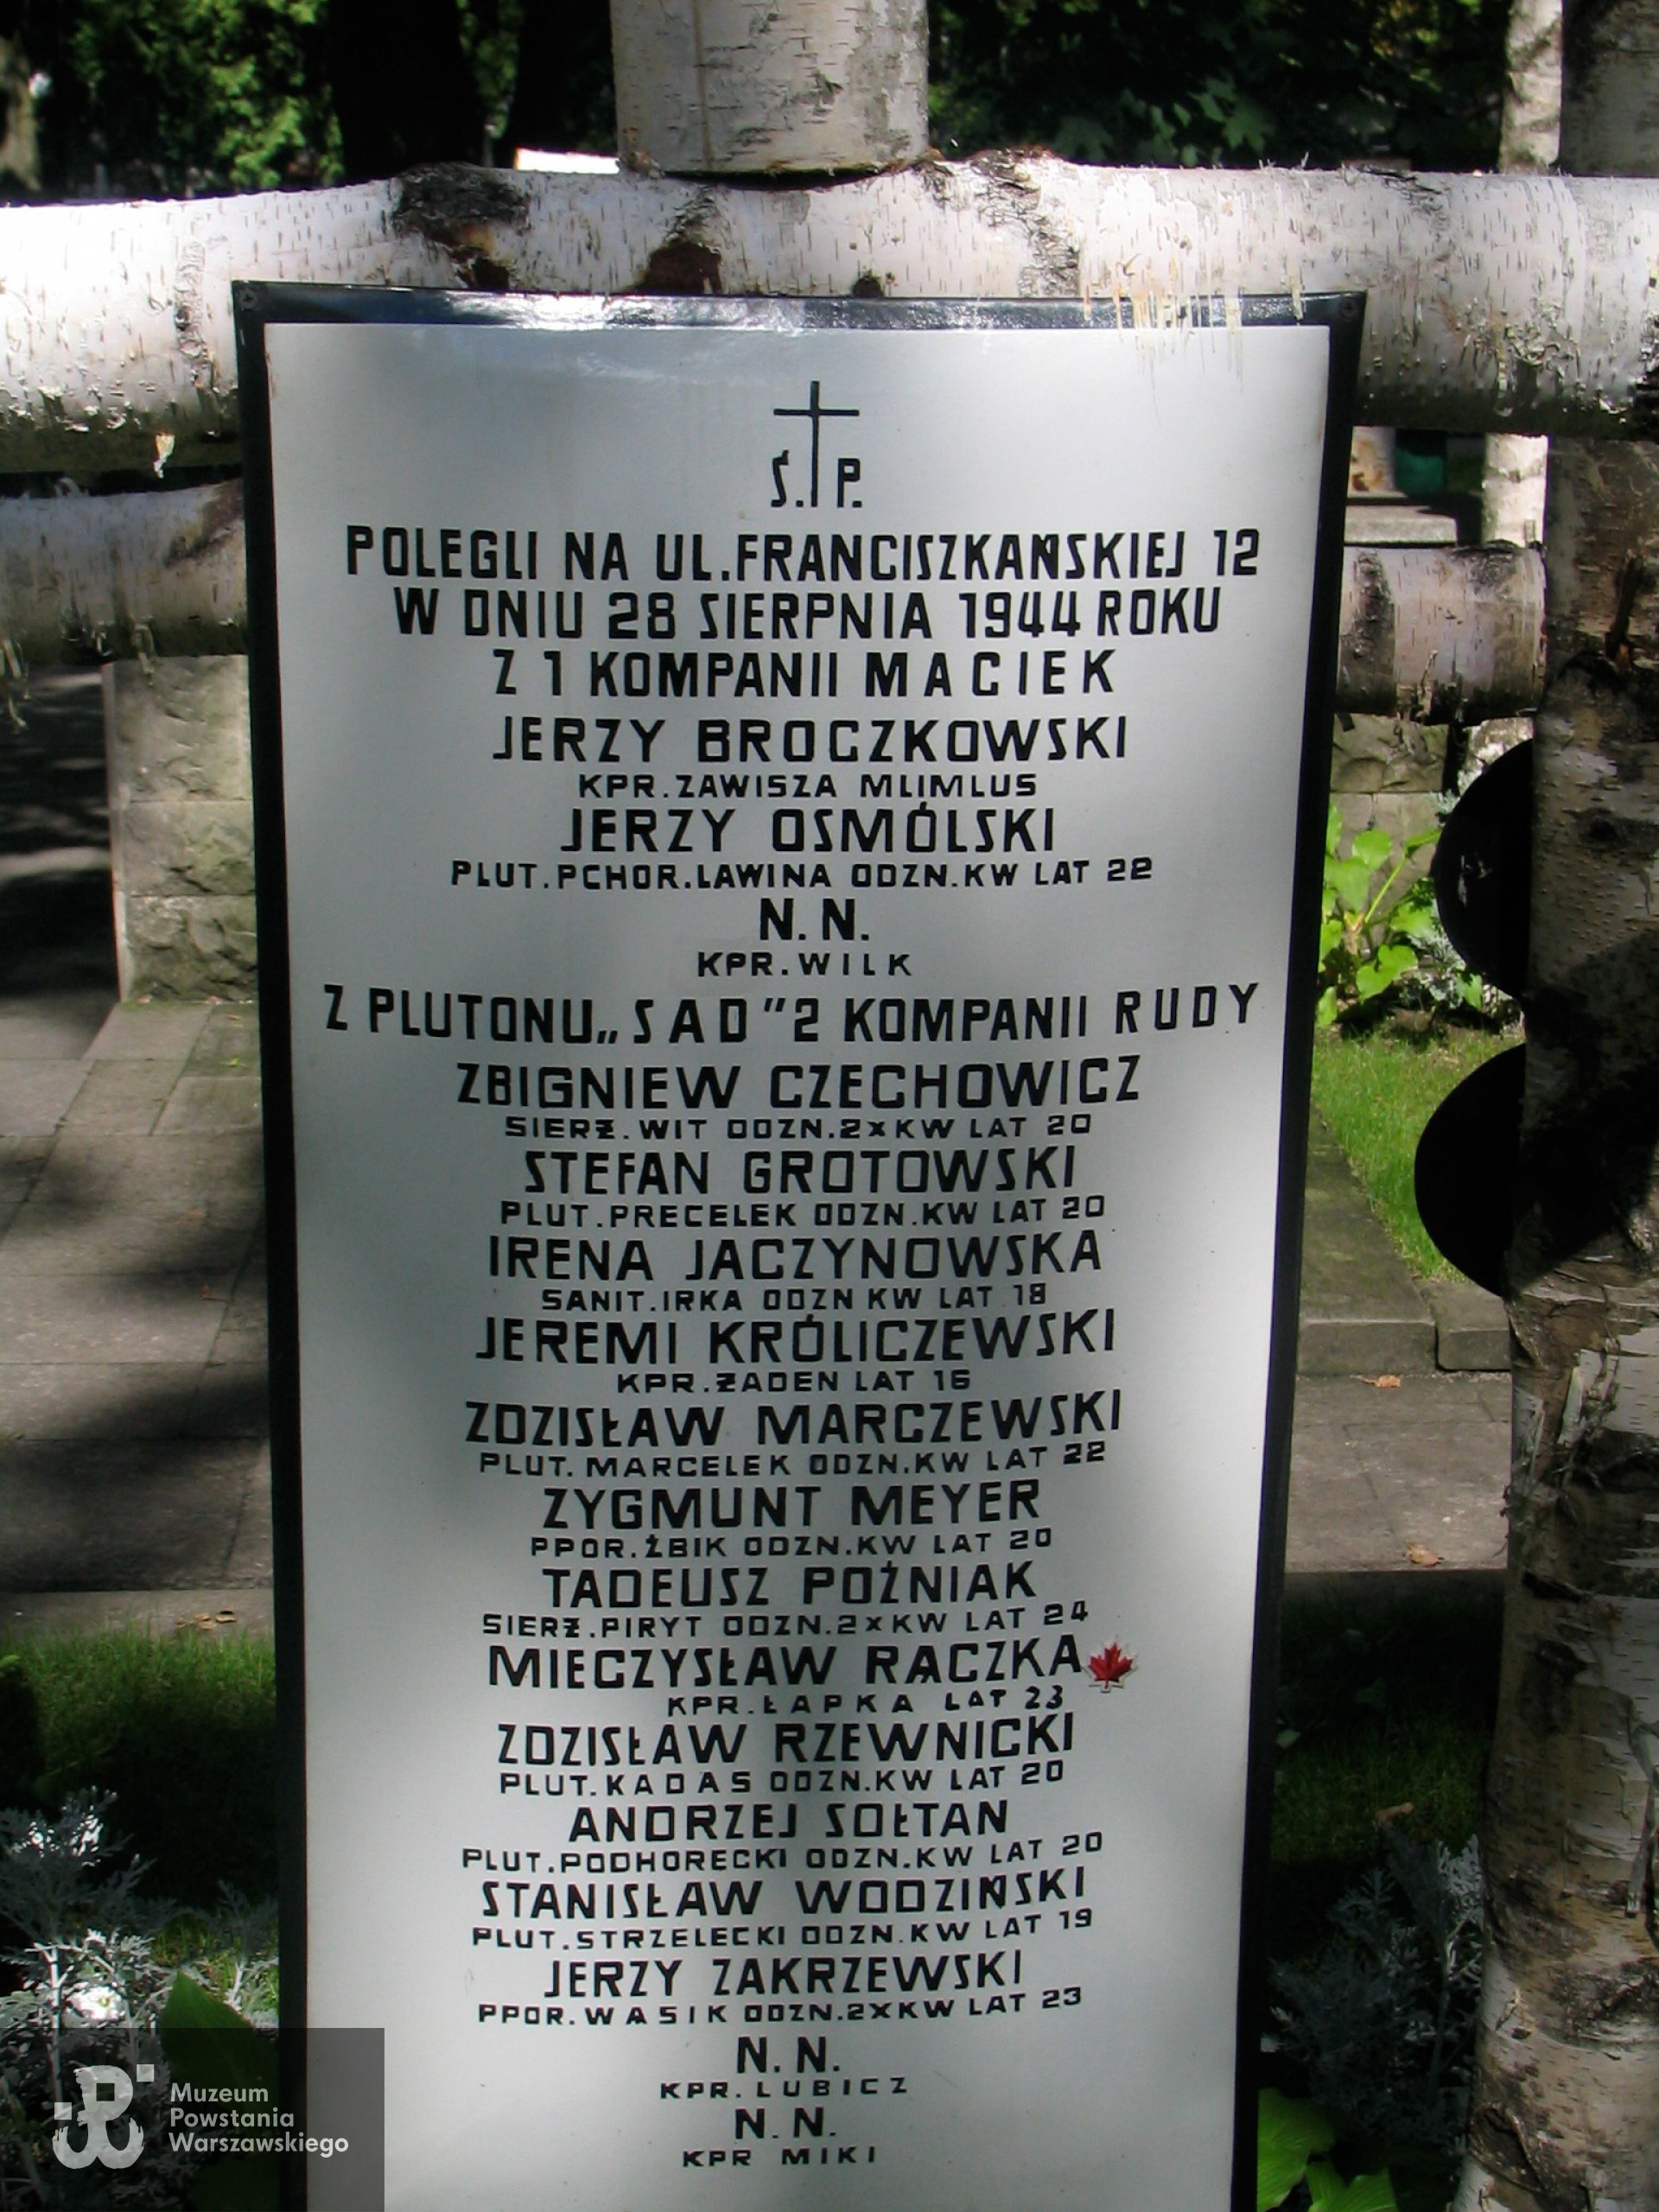 Ś. P.
POLEGLI NA UL. FRANCISZKAŃSKIEJ 12
W DNIU 28 SIERPNIA 1944 ROKU
Z 1 KOMPANII MACIEK
JERZY BROCZKOWSKI
KPR. ZAWISZA MLIMLUS
JERZY OSMÓLSKI
PLUT. PCHOR. LAWINA ODZN. KW LAT 22
N. N.
KPR. WILK
Z PLUTONU „SAD" 2 KOMPANII RUDY
ZBIGNIEW CZECHOWICZ
SIERŻ. WIT ODZN. 2xKW LAT 20
STEFAN GROTOWSKI
PLUT. PRECELEK ODZN. KW LAT 20
IRENA JACZYNOWSKA
SANIT. IRKA ODZN KW LAT 18
JEREMI KRÓLICZEWSKI
KPR. ŻADEN LAT 16
ZDZISŁAW MARCZEWSKI
PLUT. MARCELEK ODZN. KW LAT 22
ZYGMUNT MEYER
PPOR. ŻBIK ODZN. KW LAT 20
TADEUSZ POŹNIAK
SIERŻ. PIRYT ODZN. 2xKW LAT 24
MIECZYSŁAW RĄCZKA
KPR. ŁAPKA LAT 23
ZDZISŁAW RZEWNICKI
PLUT. KADAS ODZN. KW LAT 20
ANDRZEJ SOŁTAN
PLUT. PODHORECKI ODZN. KW LAT 20
STANISŁAW WODZIŃSKI
PLUT. STRZELECKI ODZN. KW LAT 19
JERZY ZAKRZEWSKI
PPOR. WASIK ODZN. 2XKW LAT 23
N. N.
KPR. LUBICZ
N. N.
KPR MIKI
Muzeum
Powstania
Warszawskiego